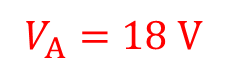 V_A = 18 V